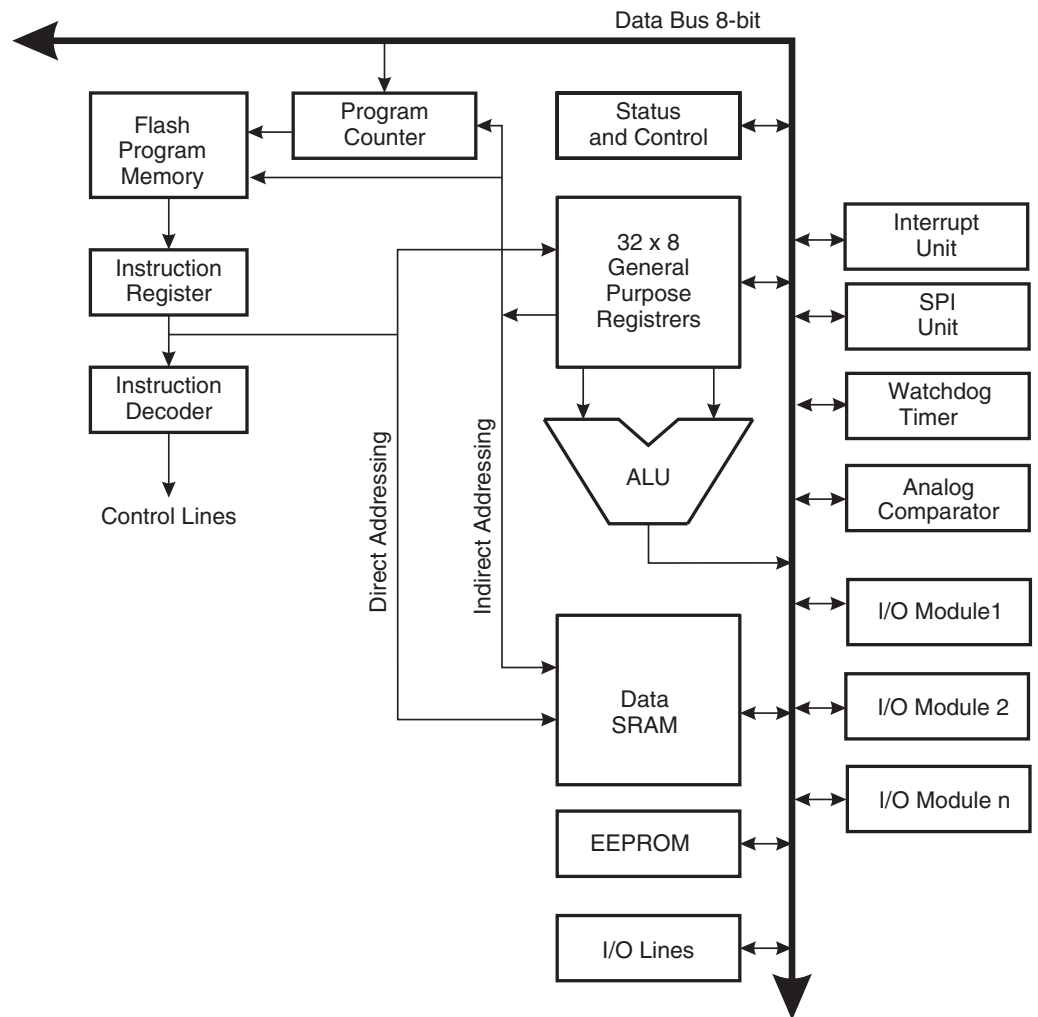 Data Bus 8-bit
Flash
Program
Memory
Program
Counter
Status
and Control
Interrupt
Unit
32 x 8
General
Purpose
Registrers
Instruction
Register
SPI
Unit
Instruction
Decoder
Watchdog
Timer
ALU
Analog
Comparator
Control Lines
Direct Addressing
Indirect Addressing
I/O Module1
Data
SRAM
I/O Module 2
I/O Module n
EEPROM
I/O Lines